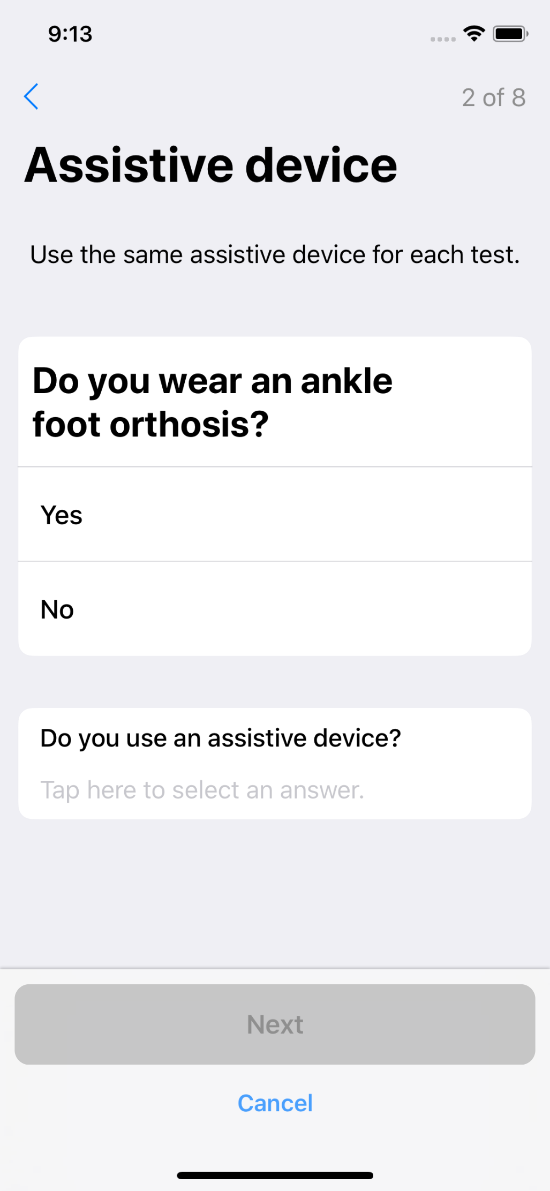 9:13
2 of 8
Assistive device
Use the same assistive device for each test.
Do you wear an ankle
foot orthosis?
Yes
No
Do you use an assistive device?
Tap here to select an answer.
Next
Cancel